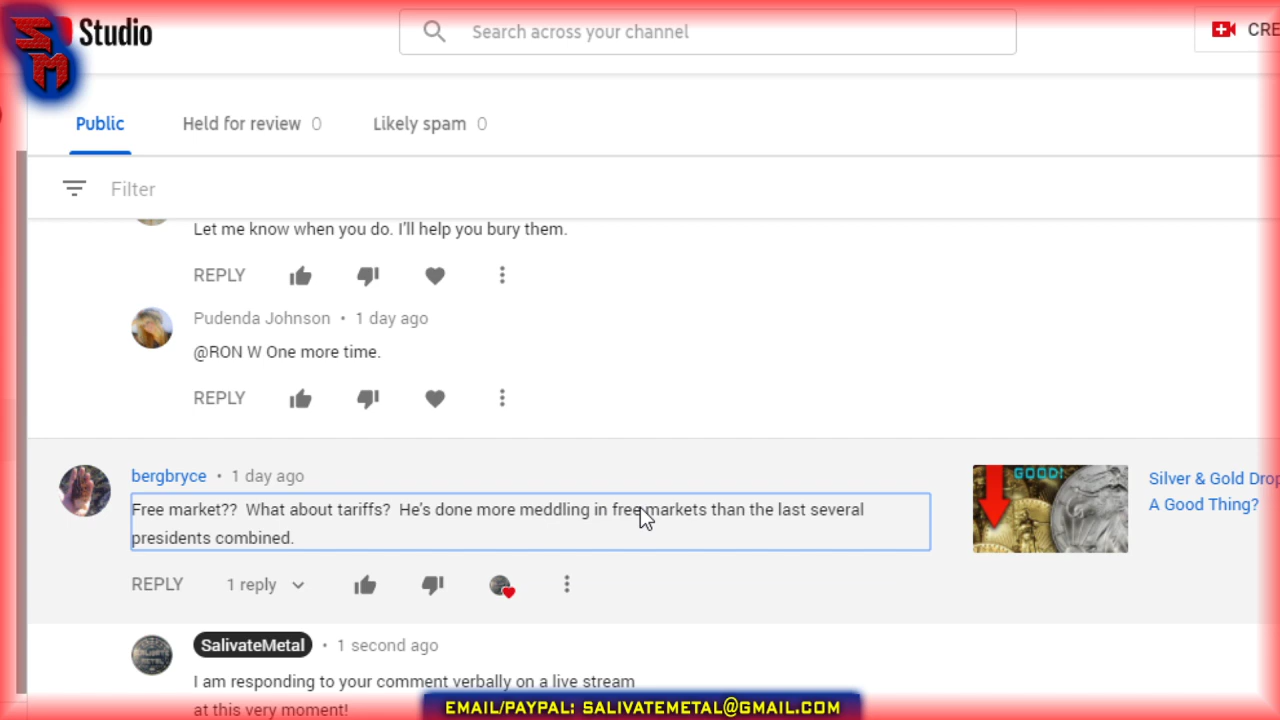 SM
Studio
Search across your channel
CRE
Public
Held for review 0
Likely spam 0
Filter
Let me know when you do. I'll help you bury them.
REPLY
Pudenda Johnson • 1 day ago
@RON W One more time.
REPLY
bergbryce • 1 day ago
Free market?? What about tariffs? He's done more meddling in free markets than the last several
presidents combined.
GOOD!
Silver & Gold Drop
A Good Thing?
REPLY 1 reply
SalivateMetal • 1 second ago
I am responding to your comment verbally on a live stream
at this very moment!
EMAIL/PAYPAL: SALIVATEMETAL@GMAIL.COM